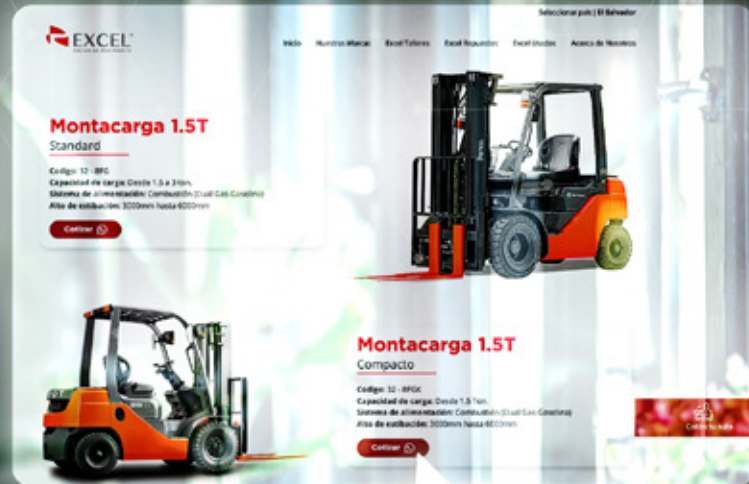 Seleccionar país | El Salvador
EXCEL
Inicio Nuestras Marcas Excel Talleres Excel Repuestos Excel Usados Acerca de Nosotros
Montacarga 1.5T
Standard
Codigo: 32 - 8FG
Capacidad de carga: Desde 1.5 a 3 ton.
Sistema de alimentación: Combustión (Dual Gas Gasolina)
Alto de estibación: 3000mm hasta 6000mm
Cotizar
Montacarga 1.5T
Compacto
Codigo: 32 - 8FGK
Capacidad de carga: Desde 1.5 Ton.
Sistema de alimentación: Combustión (Dual Gas Gasolina)
Alto de estibación: 3000mm hasta 6000mm
Cotizar